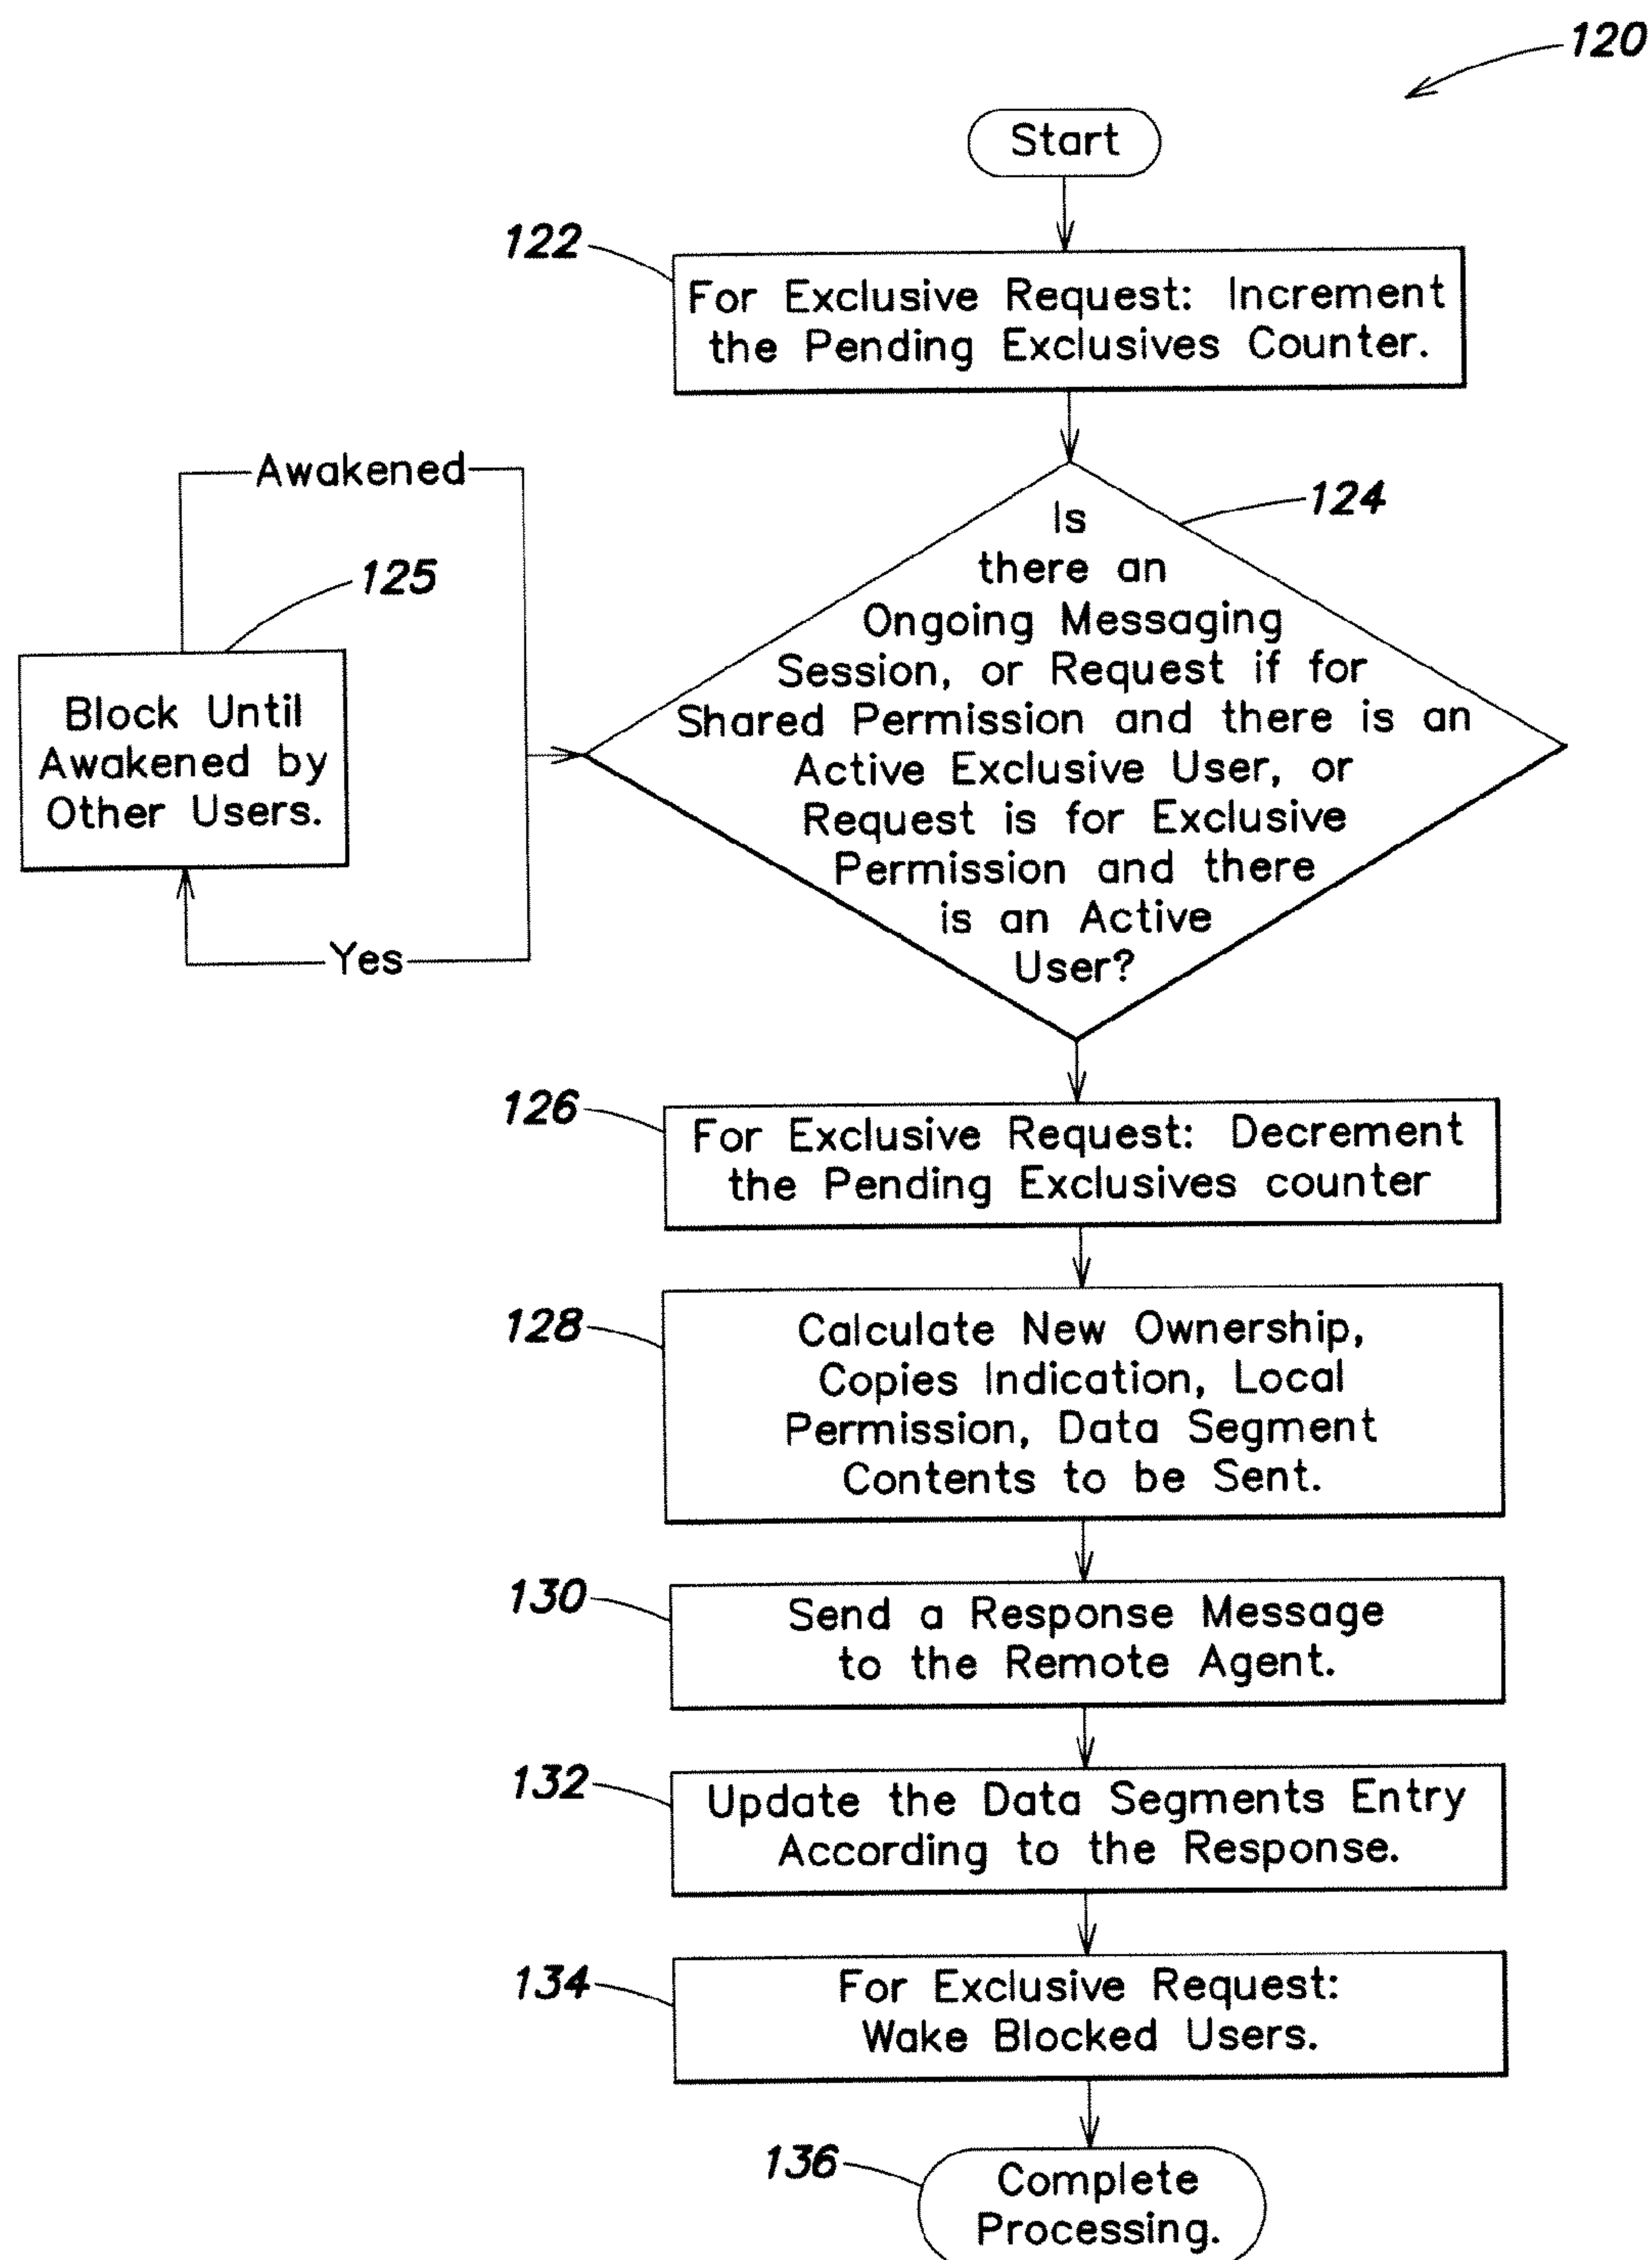 120
Start
122
For Exclusive Request: Increment
the Pending Exclusives Counter.
Awakened
124
125
Is
there an
Ongoing Messaging
Session, or Request if for
Shared Permission and there is an
Active Exclusive User, or
Request is for Exclusive
Permission and there
is an Active
User?
Block Until
Awakened by
Other Users.
Yes
126
For Exclusive Request: Decrement
the Pending Exclusives counter
128
Calculate New Ownership,
Copies Indication, Local
Permission, Data Segment
Contents to be Sent.
130
Send a Response Message
to the Remote Agent.
132
Update the Data Segments Entry
According to the Response.
134
For Exclusive Request:
Wake Blocked Users.
136
Complete
Processing.